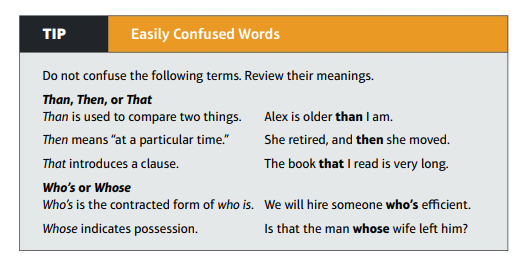 TIP Easily Confused Words
Do not confuse the following terms. Review their meanings.
Than, Then, or That
Than is used to compare two things. Alex is older than I am.
Then means “at a particular time.” She retired, and then she moved.
That introduces a clause. The book that I read is very long.
Who’s or Whose
Who’s is the contracted form of who is. We will hire someone who’s efficient.
Whose indicates possession. Is that the man whose wife left him?